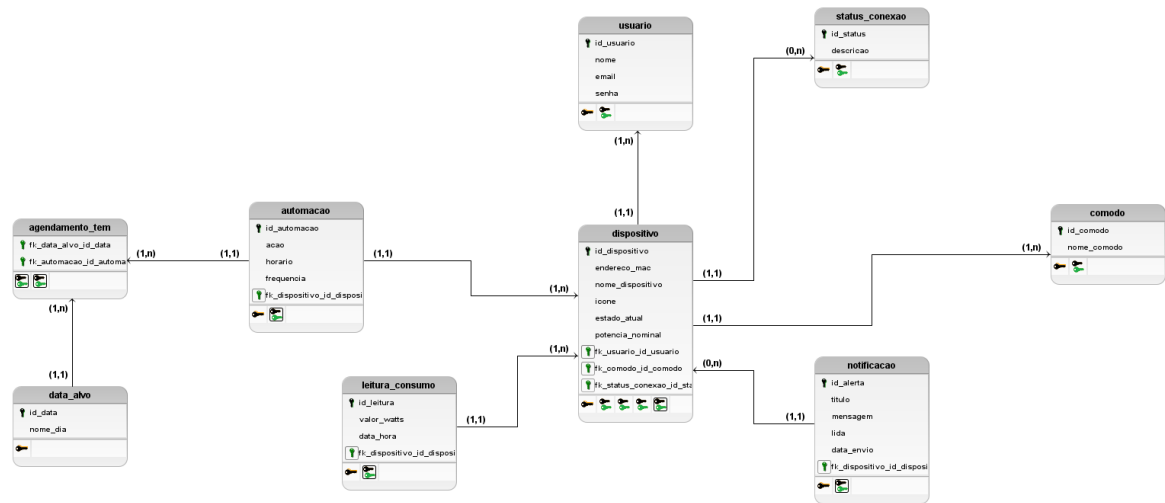 usuario
id_usuario
nome
email
senha
(1,n)
status_conexao
id_status
descricao
(0,n)
agendamento_tem
fk_data_alvo_id_data
fk_automacao_id_automa
(1,n)
(1,n)
automacao
id_automacao
acao
horario
frequencia
fk_dispositivo_id_disposi
(1,1)
(1,1)
(1,1)
dispositivo
id_dispositivo
endereco_mac
nome_dispositivo
icone
estado_atual
potencia_nominal
fk_usuario_id_usuario
fk_comodo_id_comodo
fk_status_conexao_id_sta
(1,n)
(1,n)
(1,1)
(1,1)
(0,n)
comodo
id_comodo
nome_comodo
(1,n)
data_alvo
id_data
nome_dia
(1,1)
leitura_consumo
id_leitura
valor_watts
data_hora
fk_dispositivo_id_disposi
(1,1)
notificacao
id_alerta
titulo
mensagem
lida
data_envio
fk_dispositivo_id_disposi
(1,1)